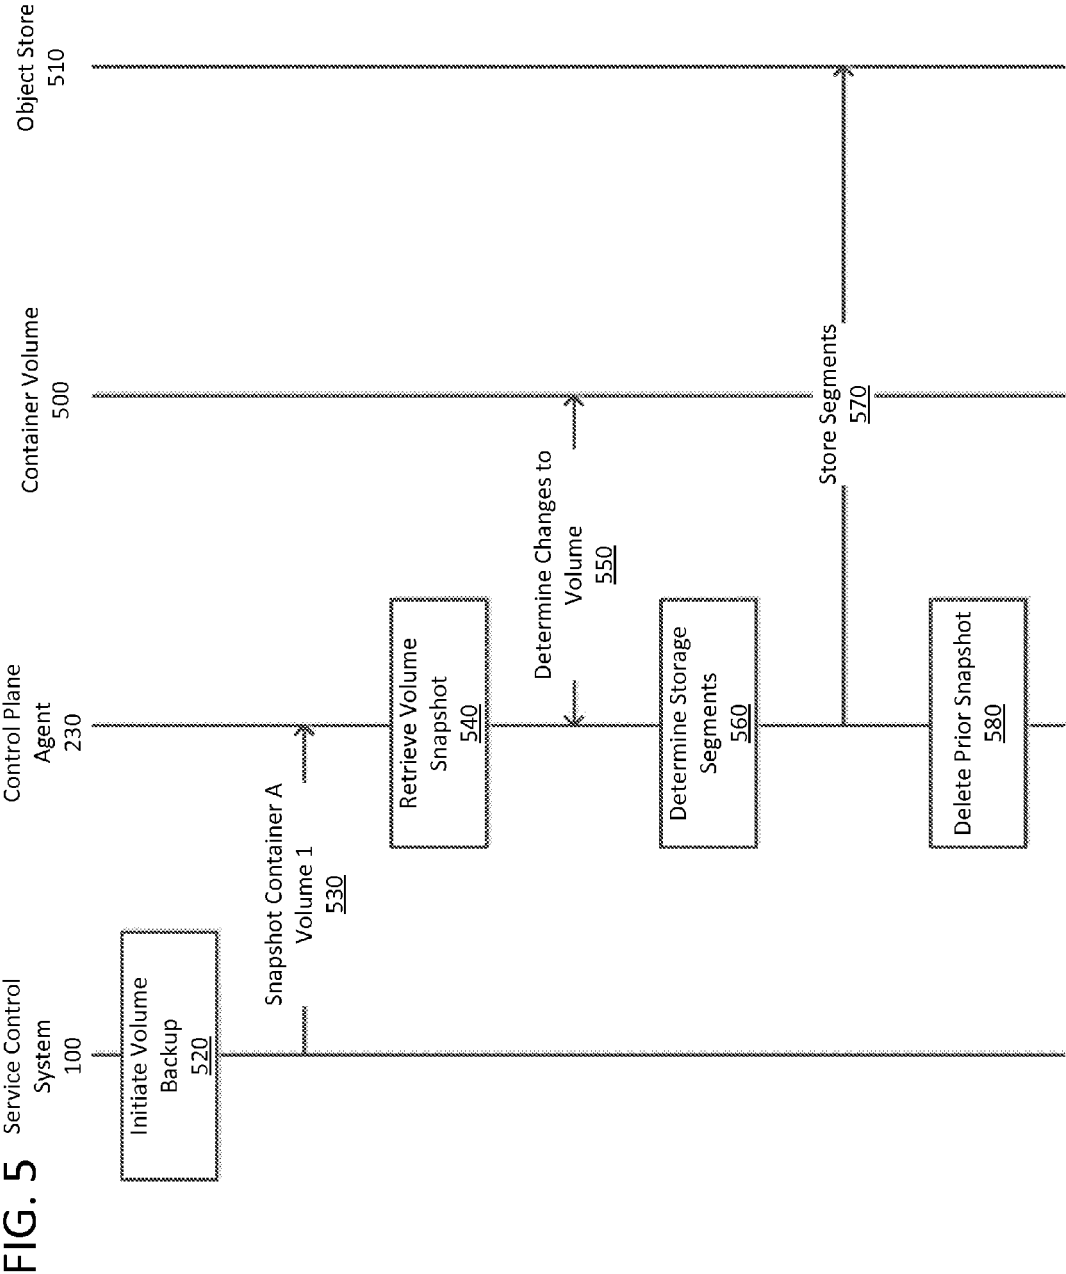 FIG. 5
Service Control
System
100
Control Plane
Agent
230
Container Volume
500
Object Store
510
Initiate Volume
Backup
520
Snapshot Container A
Volume 1
530
Retrieve Volume
Snapshot
540
Determine Changes to
Volume
550
Determine Storage
Segments
560
Store Segments
570
Delete Prior Snapshot
580